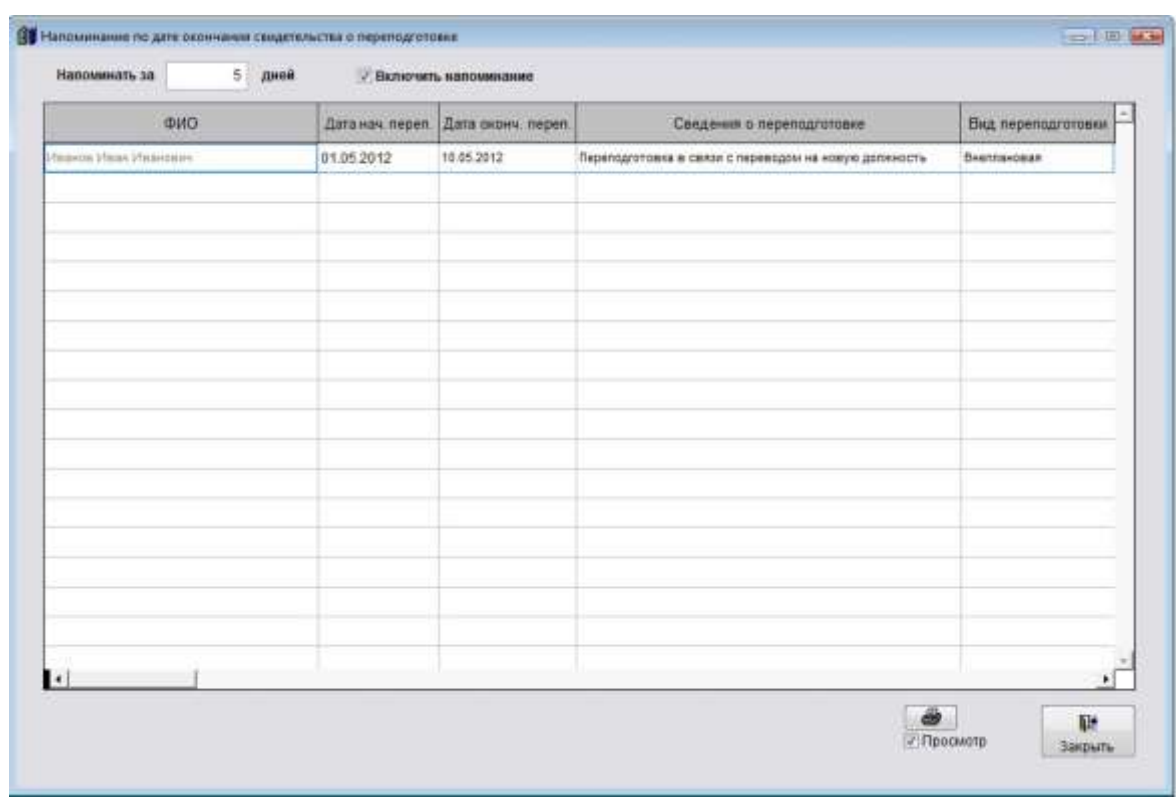 Напоминание по дате окончания свидетельства о переподготовке
Напоминать за 5 дней Включить напоминание
ФИО Дата нач. переп. Дата оконч. переп. Сведения о переподготовке Вид переподготовки
Иванов Иван Иванович 01.05.2012 10.05.2012 Переподготовка в связи с переводом на новую должность Внеплановая
Просмотр
Закрыть